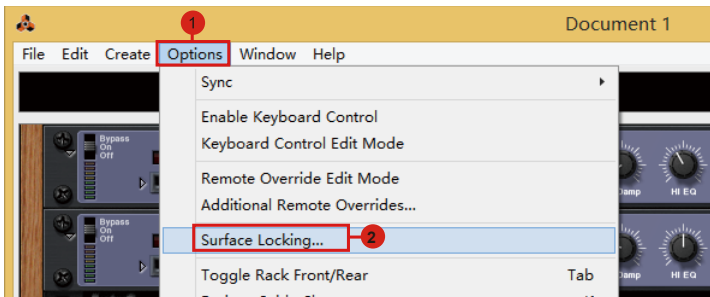 1
Document 1
File Edit Create Options Window Help
Sync
Enable Keyboard Control
Keyboard Control Edit Mode
Remote Override Edit Mode
Additional Remote Overrides...
Surface Locking... 2
Toggle Rack Front/Rear Tab
Bypass
On
Off
Bypass
On
Off
Damp HI EQ
Damp HI EQ